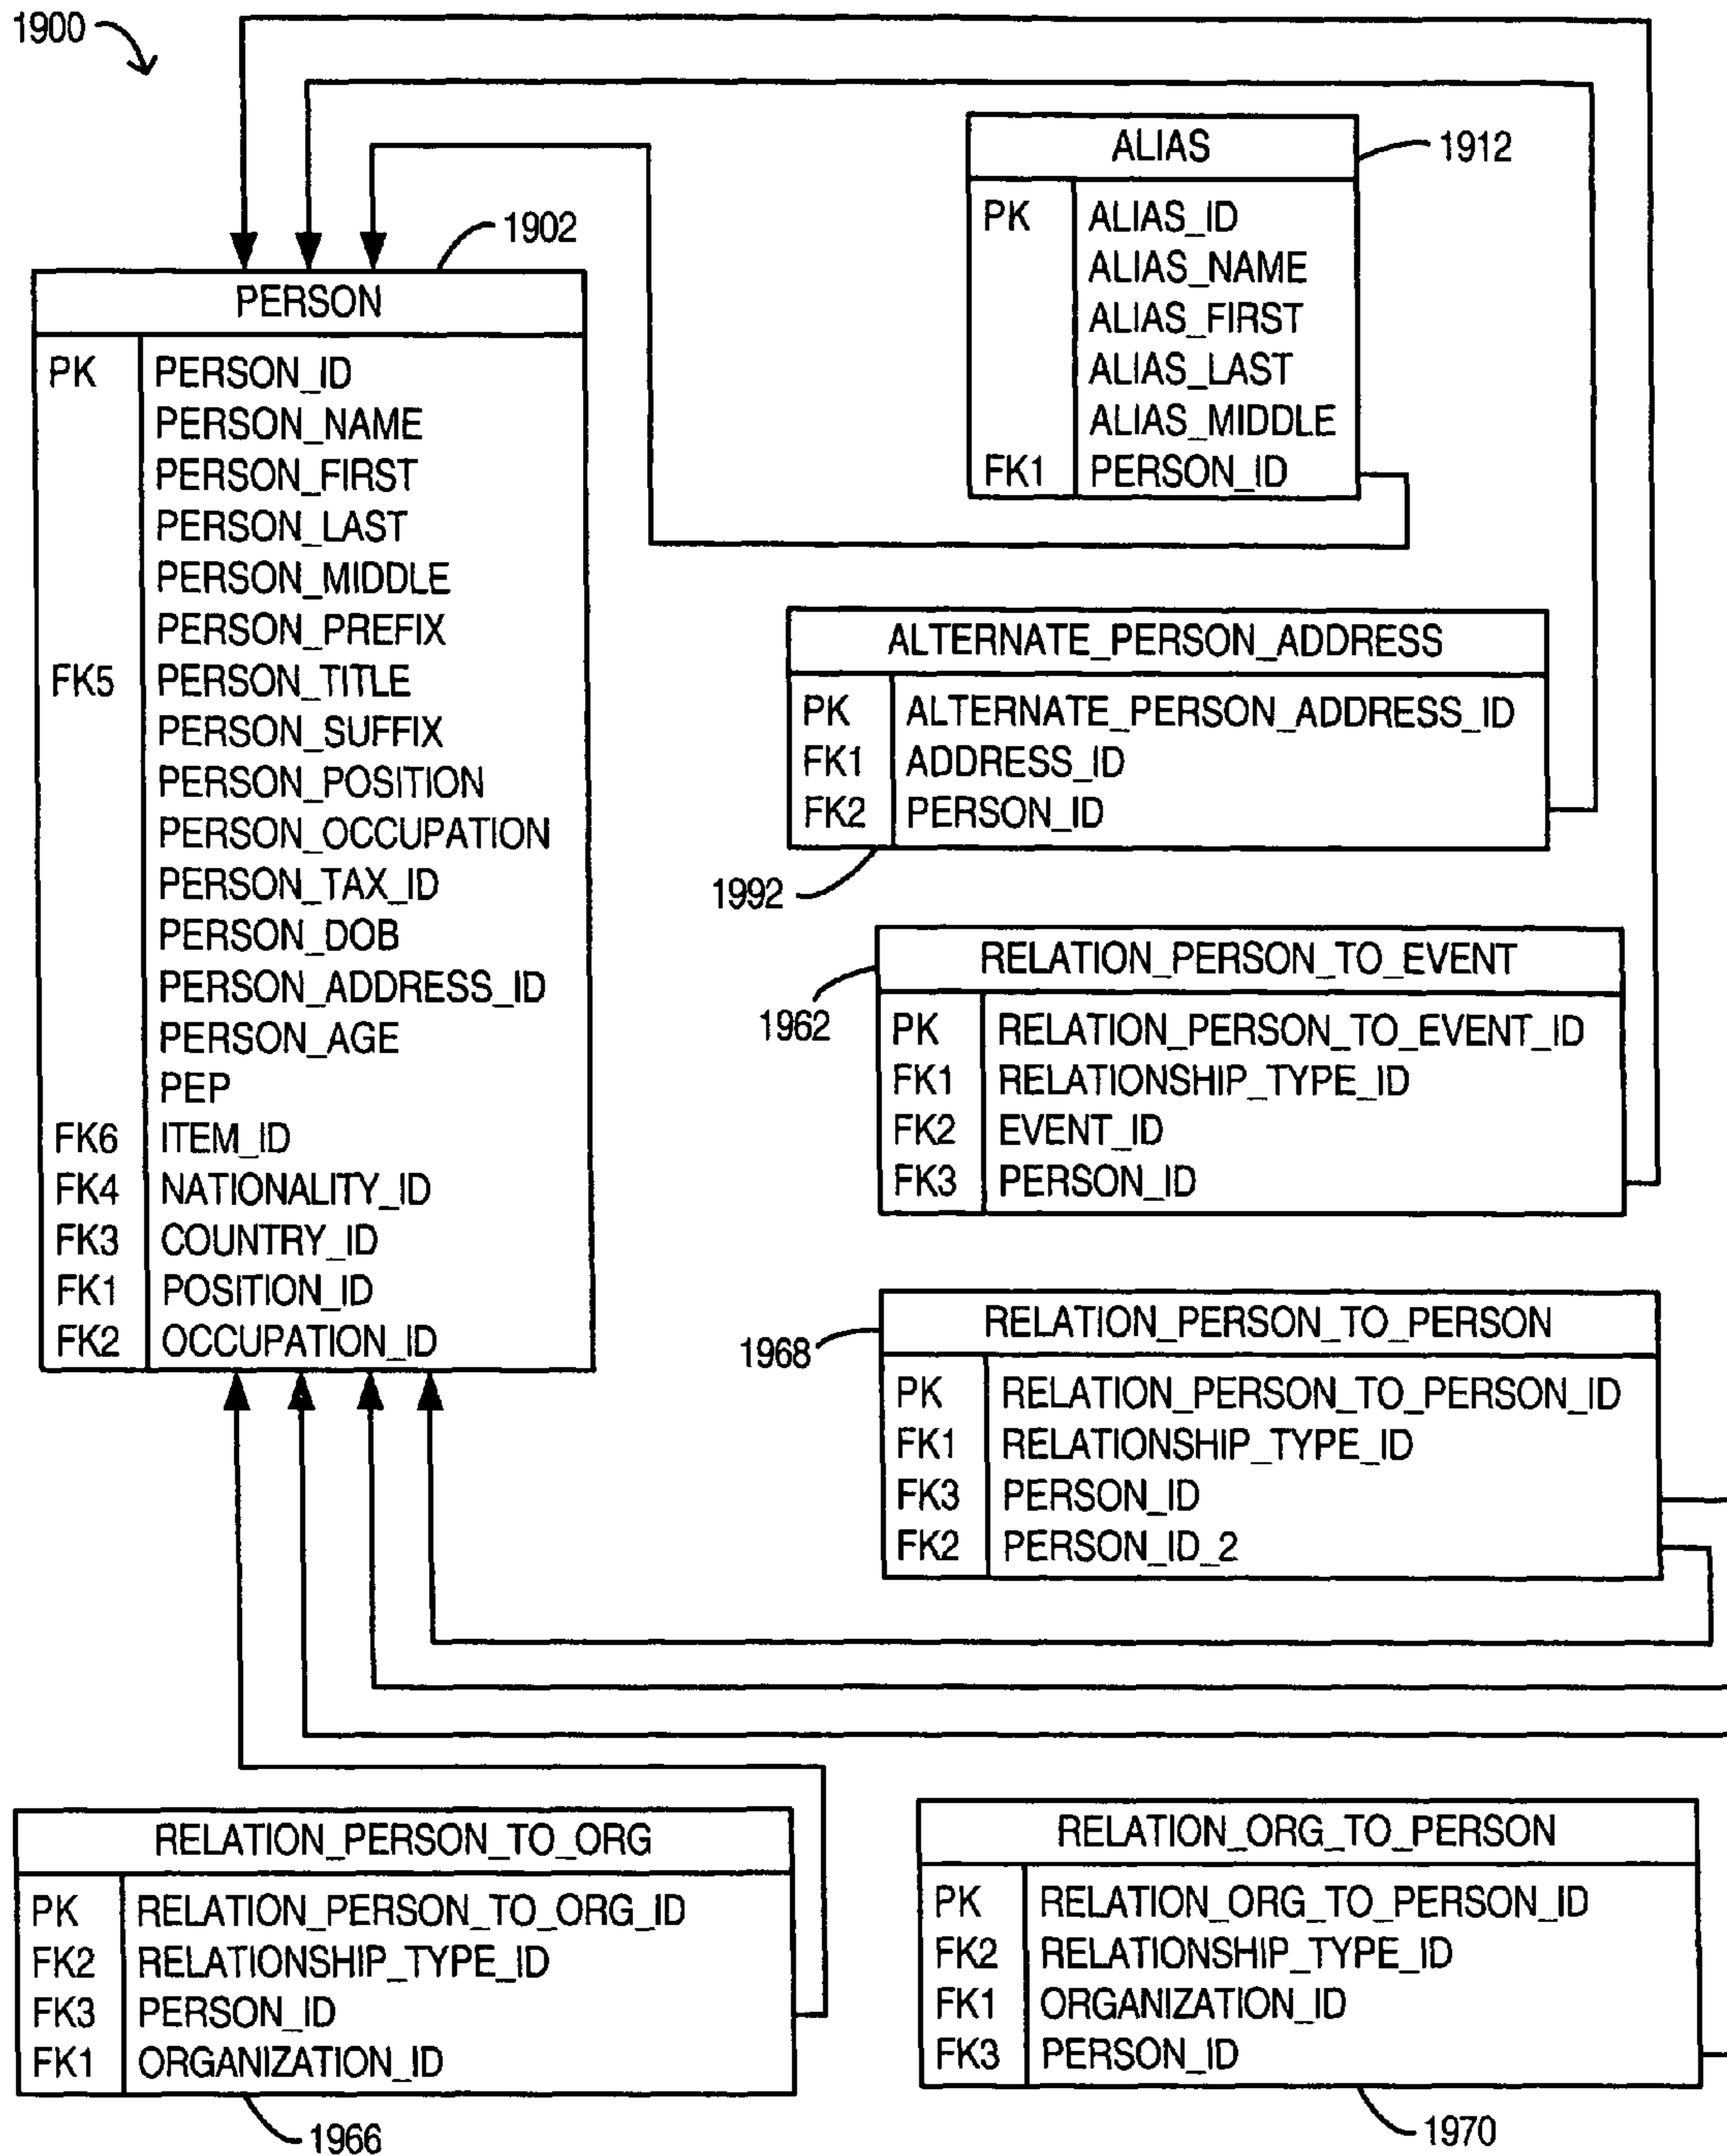 1900
1902
PERSON
PK PERSON_ID
PERSON_NAME
PERSON_FIRST
PERSON_LAST
PERSON_MIDDLE
PERSON_PREFIX
FK5 PERSON_TITLE
PERSON_SUFFIX
PERSON_POSITION
PERSON_OCCUPATION
PERSON_TAX_ID
PERSON_DOB
PERSON_ADDRESS_ID
PERSON_AGE
PEP
FK6 ITEM_ID
FK4 NATIONALITY_ID
FK3 COUNTRY_ID
FK1 POSITION_ID
FK2 OCCUPATION_ID
ALIAS
1912
PK ALIAS_ID
ALIAS_NAME
ALIAS_FIRST
ALIAS_LAST
ALIAS_MIDDLE
FK1 PERSON_ID
ALTERNATE_PERSON_ADDRESS
PK ALTERNATE_PERSON_ADDRESS_ID
FK1 ADDRESS_ID
FK2 PERSON_ID
1992
RELATION_PERSON_TO_EVENT
1962
PK RELATION_PERSON_TO_EVENT_ID
FK1 RELATIONSHIP_TYPE_ID
FK2 EVENT_ID
FK3 PERSON_ID
RELATION_PERSON_TO_PERSON
1968
PK RELATION_PERSON_TO_PERSON_ID
FK1 RELATIONSHIP_TYPE_ID
FK3 PERSON_ID
FK2 PERSON_ID_2
RELATION_PERSON_TO_ORG
PK RELATION_PERSON_TO_ORG_ID
FK2 RELATIONSHIP_TYPE_ID
FK3 PERSON_ID
FK1 ORGANIZATION_ID
1966
RELATION_ORG_TO_PERSON
PK RELATION_ORG_TO_PERSON_ID
FK2 RELATIONSHIP_TYPE_ID
FK1 ORGANIZATION_ID
FK3 PERSON_ID
1970